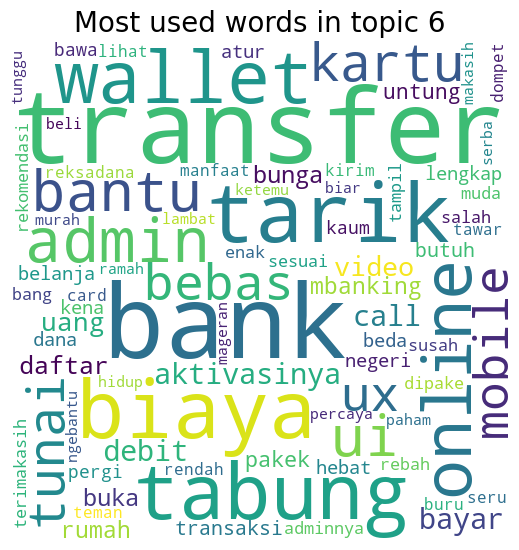 Most used words in topic 6
bawa
lihat
atur
tunggu
wallet
kartu
makasih
dompet
untung
transfer
beli
serba
rekomendasi
reksadana
manfaat
bunga
kirim
tampil
lengkap
bantu
ketemu
biar
muda
murah
lambat
tarik
salah
kaum
tawar
admin
enak
sesuai
butuh
belanja
ramah
bebas
video
mbanking
online
mobile
bang
card
uang
kena
bank
call
dana
mageran
beda
susah
daftar
negeri
aktivasinya
hidup
tunai
ngebantu
biaya
ux
dipake
percaya
paham
ui
debit
terimakasih
pergi
pakek
hebat
rebah
rendah
tabung
buka
buru
seru
teman
rumah
transaksi
adminnya
bayar